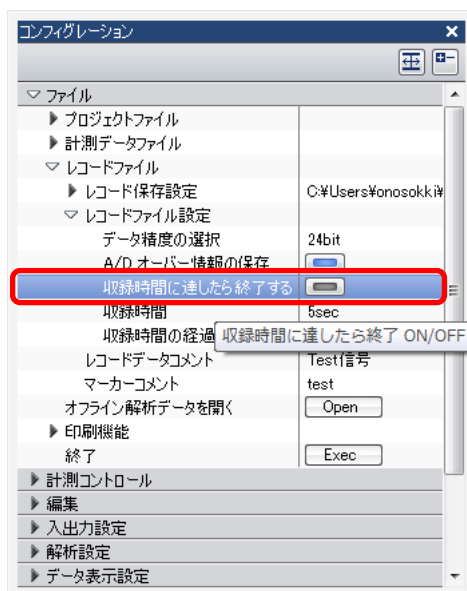 コンフィグレーション
ファイル
プロジェクトファイル
計測データファイル
レコードファイル
レコード保存設定 C:¥Users¥onosokki¥
レコードファイル設定
データ精度の選択 24bit
A/D オーバー情報の保存
収録時間に達したら終了する
収録時間 5sec
収録時間の経過
収録時間に達したら終了 ON/OFF
レコードデータコメント Test信号
マーカーコメント test
オフライン解析データを開く Open
印刷機能
終了 Exec
計測コントロール
編集
入出力設定
解析設定
データ表示設定